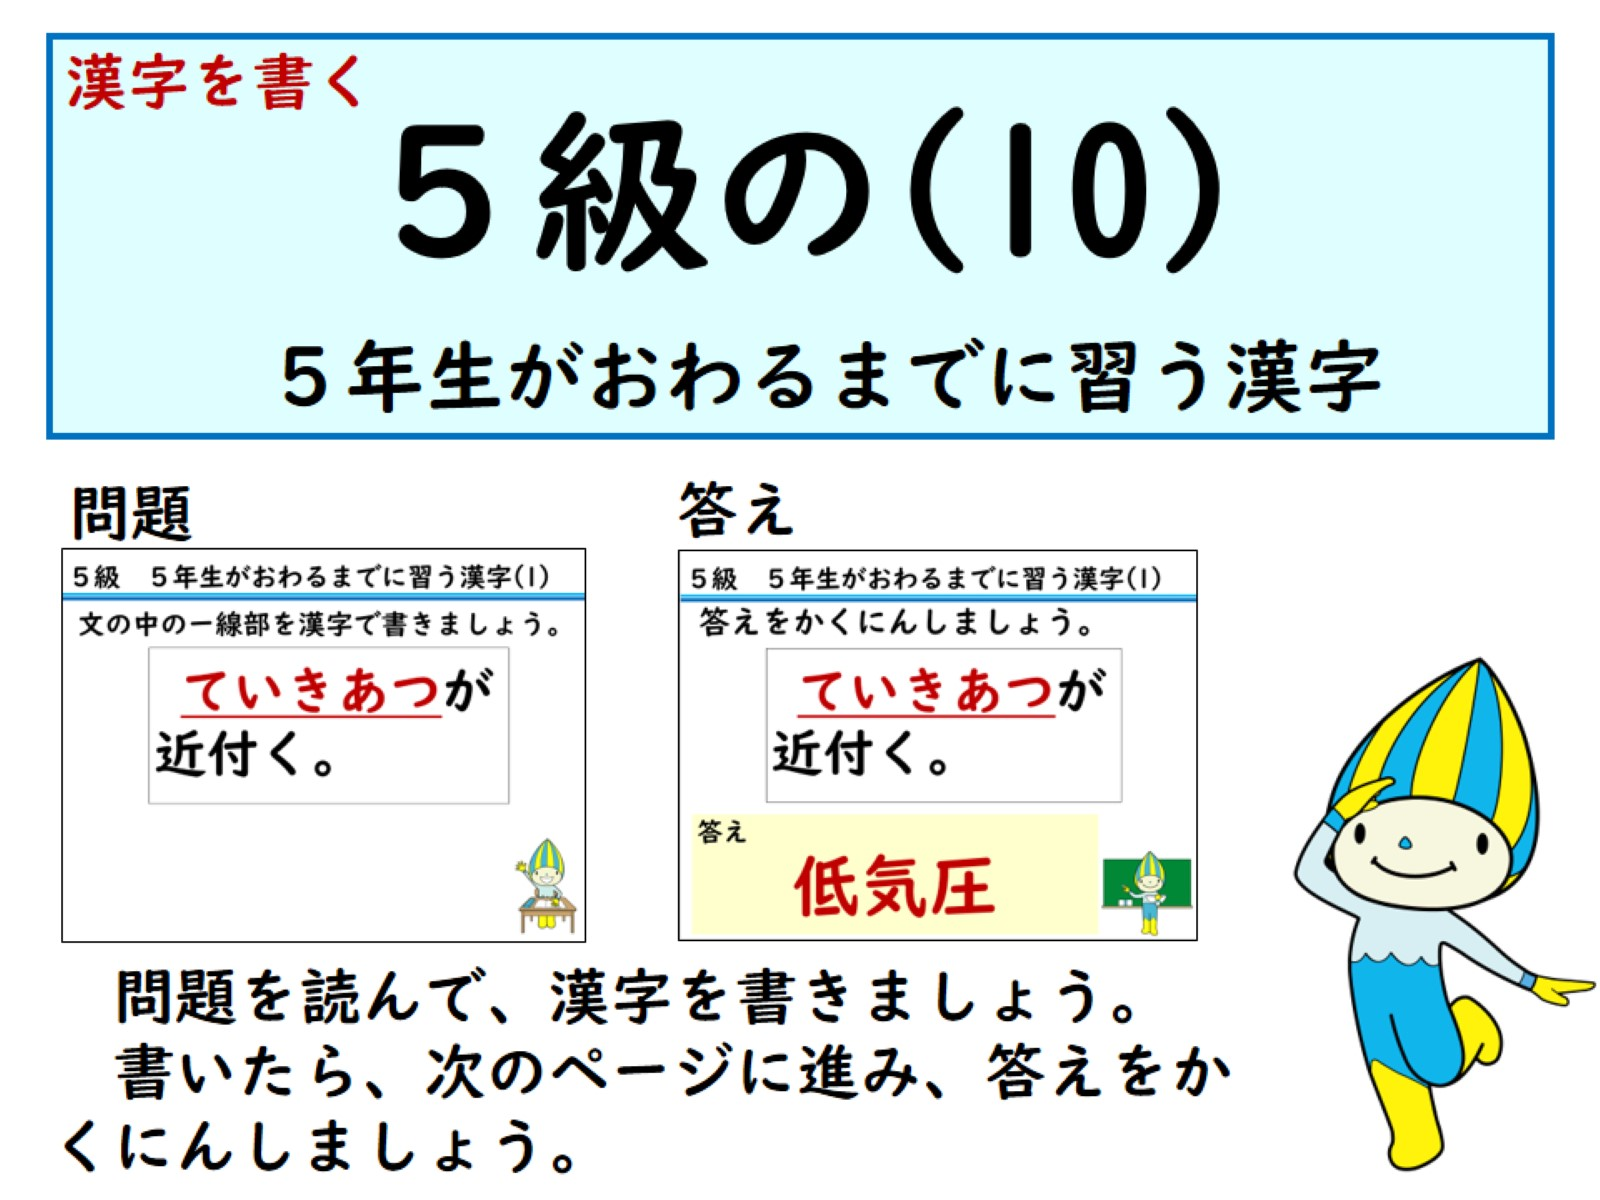 漢字を書く
５級の(10)
５年生がおわるまでに習う漢字
問題
５級　５年生がおわるまでに習う漢字(1)
文の中の―線部を漢字で書きましょう。
ていきあつが
近付く。
答え
５級　５年生がおわるまでに習う漢字(1)
答えをかくにんしましょう。
ていきあつが
近付く。
答え
低気圧
問題を読んで、漢字を書きましょう。
書いたら、次のページに進み、答えをか
くにんしましょう。